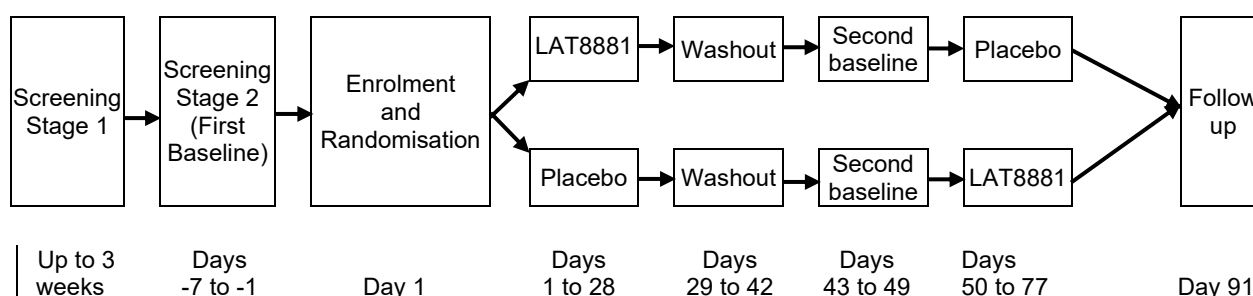 Screening
Stage 1
Screening
Stage 2
(First
Baseline)
Enrolment
and
Randomisation
LAT8881
Washout
Second
baseline
Placebo
Placebo
Washout
Second
baseline
LAT8881
Follow
up
Up to 3
weeks
Days
-7 to -1
Day 1
Days
1 to 28
Days
29 to 42
Days
43 to 49
Days
50 to 77
Day 91